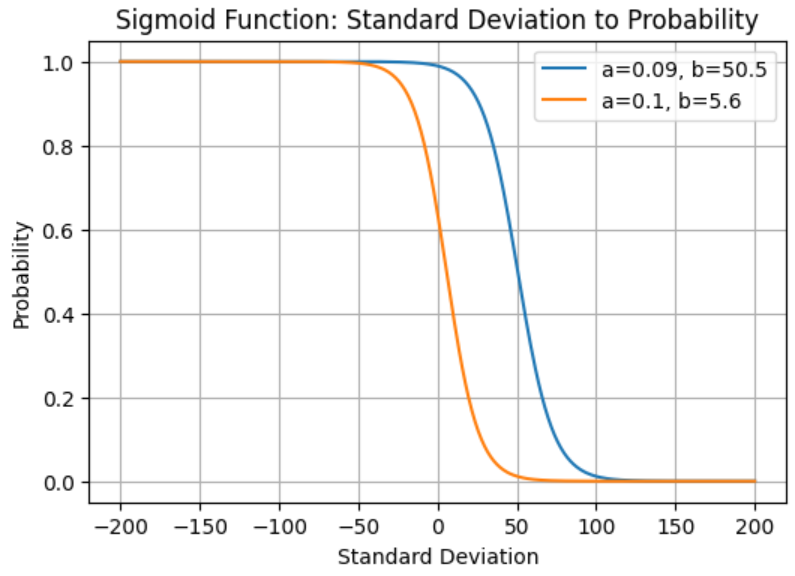 Sigmoid Function: Standard Deviation to Probability
a=0.09, b=50.5
a=0.1, b=5.6
Probability
1.0
0.8
0.6
0.4
0.2
0.0
−200 −150 −100 −50 0 50 100 150 200
Standard Deviation